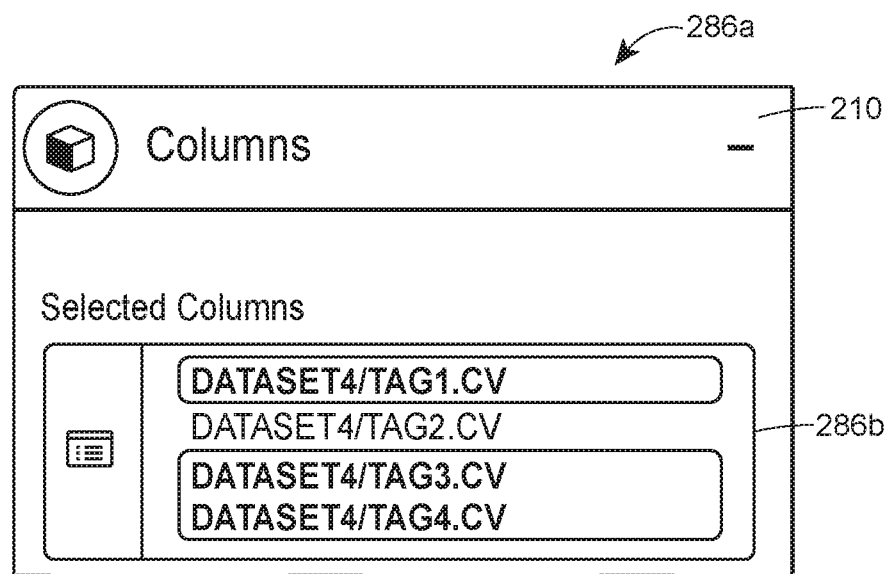 286a
Columns
210
Selected Columns
DATASET4/TAG1.CV
DATASET4/TAG2.CV
286b
DATASET4/TAG3.CV
DATASET4/TAG4.CV